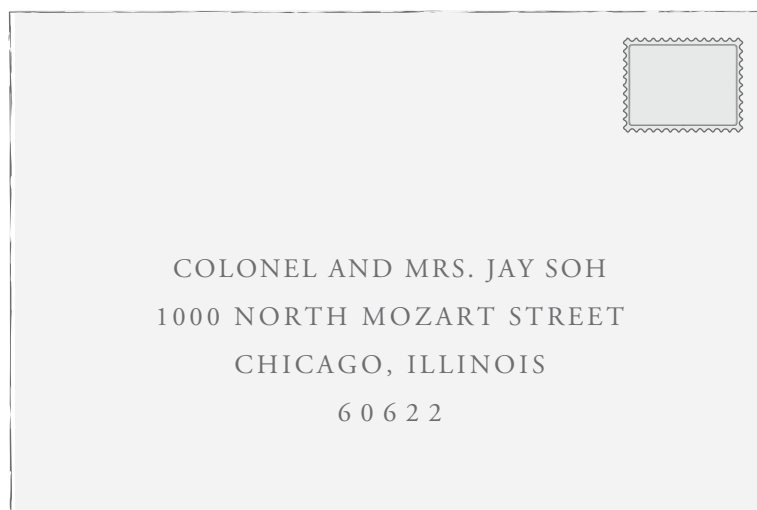 COLONEL AND MRS. JAY SOH
1000 NORTH MOZART STREET
CHICAGO, ILLINOIS
60622